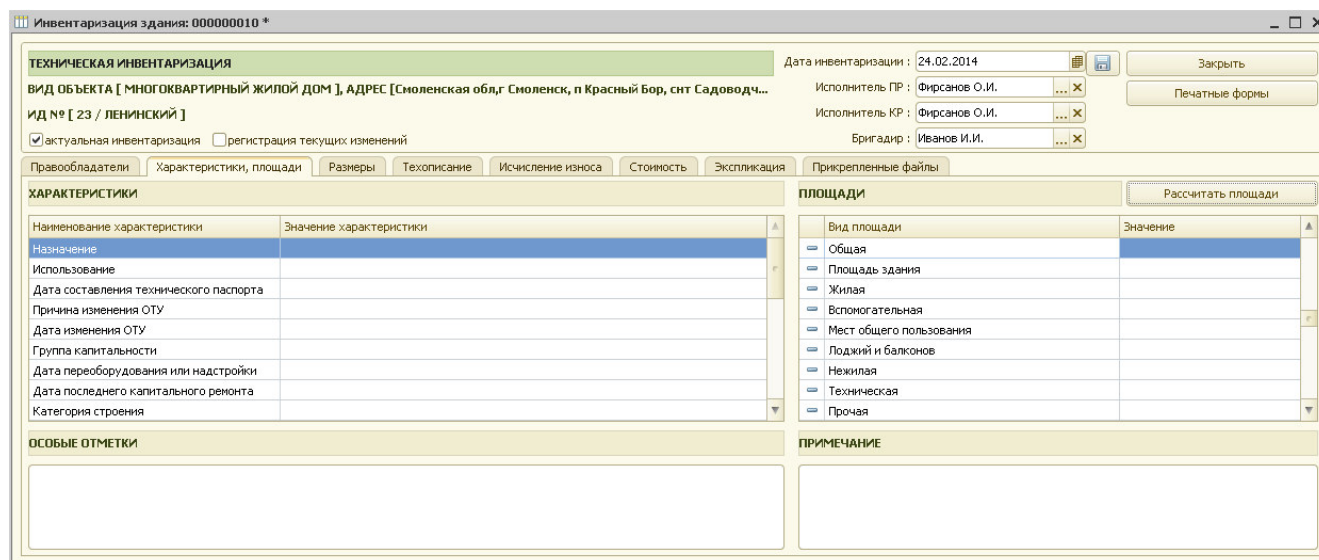 Инвентаризация здания: 000000010 *
ТЕХНИЧЕСКАЯ ИНВЕНТАРИЗАЦИЯ
Дата инвентаризации : 24.02.2014
Закрыть
ВИД ОБЪЕКТА [ МНОГОКВАРТИРНЫЙ ЖИЛОЙ ДОМ ], АДРЕС [Смоленская обл,г Смоленск, п Красный Бор, снт Садоводч...
Исполнитель ПР : Фирсанов О.И. ...
Печатные формы
ИД № [ 23 / ЛЕНИНСКИЙ ]
Исполнитель КР : Фирсанов О.И. ...
актуальная инвентаризация регистрация текущих изменений
Бригадир : Иванов И.И. ...
Правообладатели Характеристики, площади Размеры Техописание Исчисление износа Стоимость Экспликация Прикрепленные файлы
ХАРАКТЕРИСТИКИ
Наименование характеристики Значение характеристики
Назначение
Использование
Дата составления технического паспорта
Причина изменения ОТУ
Дата изменения ОТУ
Группа капитальности
Дата переоборудования или надстройки
Дата последнего капитального ремонта
Категория строения
ПЛОЩАДИ
Рассчитать площади
Вид площади Значение
Общая
Площадь здания
Жилая
Вспомогательная
Мест общего пользования
Лоджий и балконов
Нежилая
Техническая
Прочая
ОСОБЫЕ ОТМЕТКИ
ПРИМЕЧАНИЕ